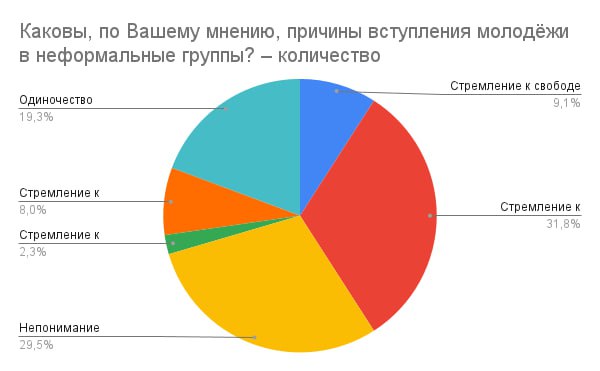 Каковы, по Вашему мнению, причины вступления молодёжи
в неформальные группы? – количество
Стремление к свободе
9,1%
Одиночество
19,3%
Стремление к
8,0%
Стремление к
31,8%
Стремление к
2,3%
Непонимание
29,5%